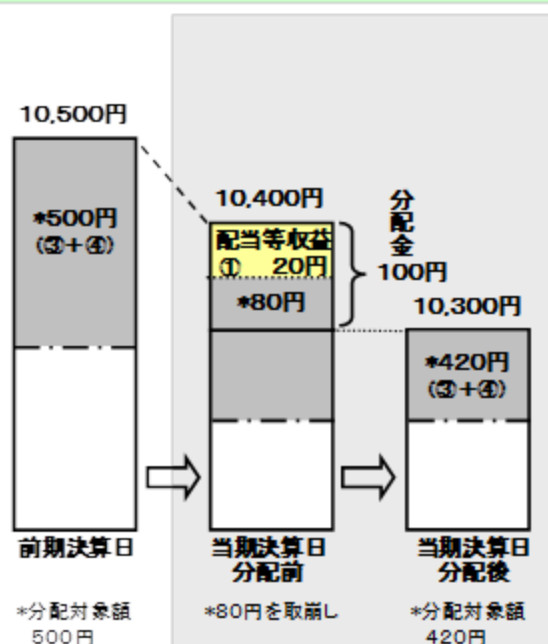 10,500円
*500円
(③+④)
前期決算日
*分配対象額
500円
10,400円
配当等収益
① 20円
*80円
分配金
100円
当期決算日
分配前
*80円を取崩し
10,300円
*420円
(③+④)
当期決算日
分配後
*分配対象額
420円